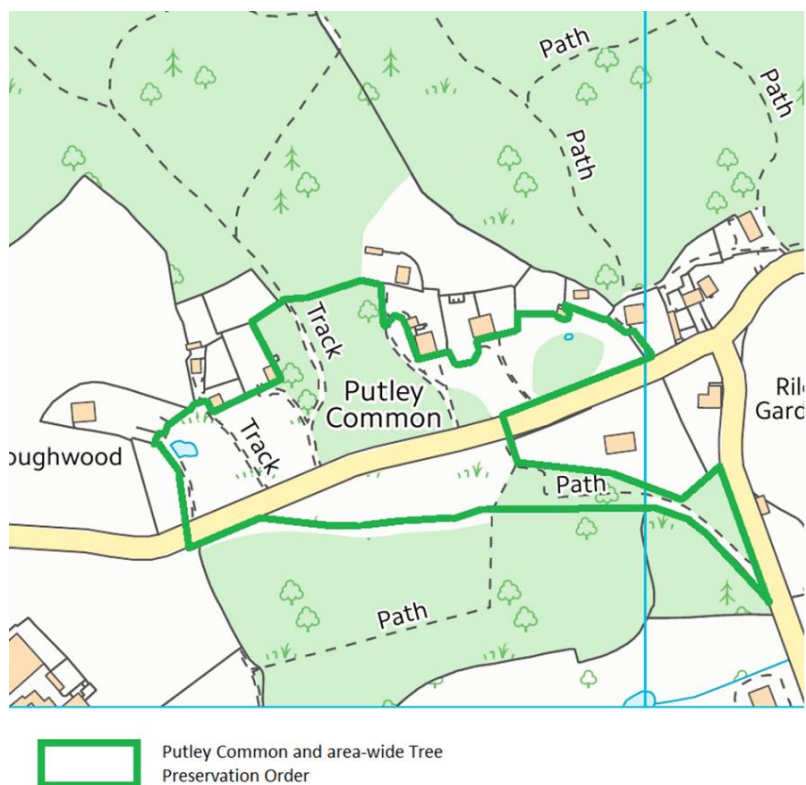 Path
Path
Path
Track
Putley
Common
Ril
Gard
Track
oughwood
Path
Path
Putley Common and area-wide Tree
Preservation Order